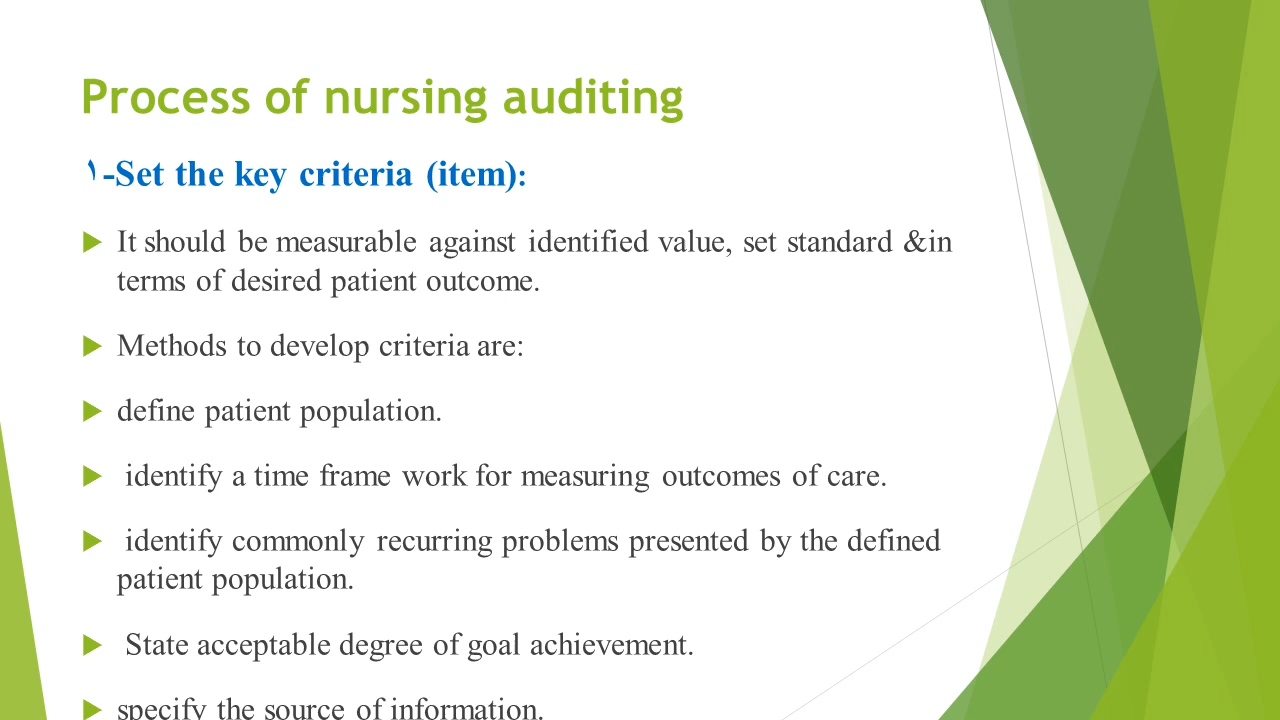 Process of nursing auditing
١-Set the key criteria (item):
It should be measurable against identified value, set standard &in
terms of desired patient outcome.
Methods to develop criteria are:
define patient population.
identify a time frame work for measuring outcomes of care.
identify commonly recurring problems presented by the defined
patient population.
State acceptable degree of goal achievement.
specify the source of information.